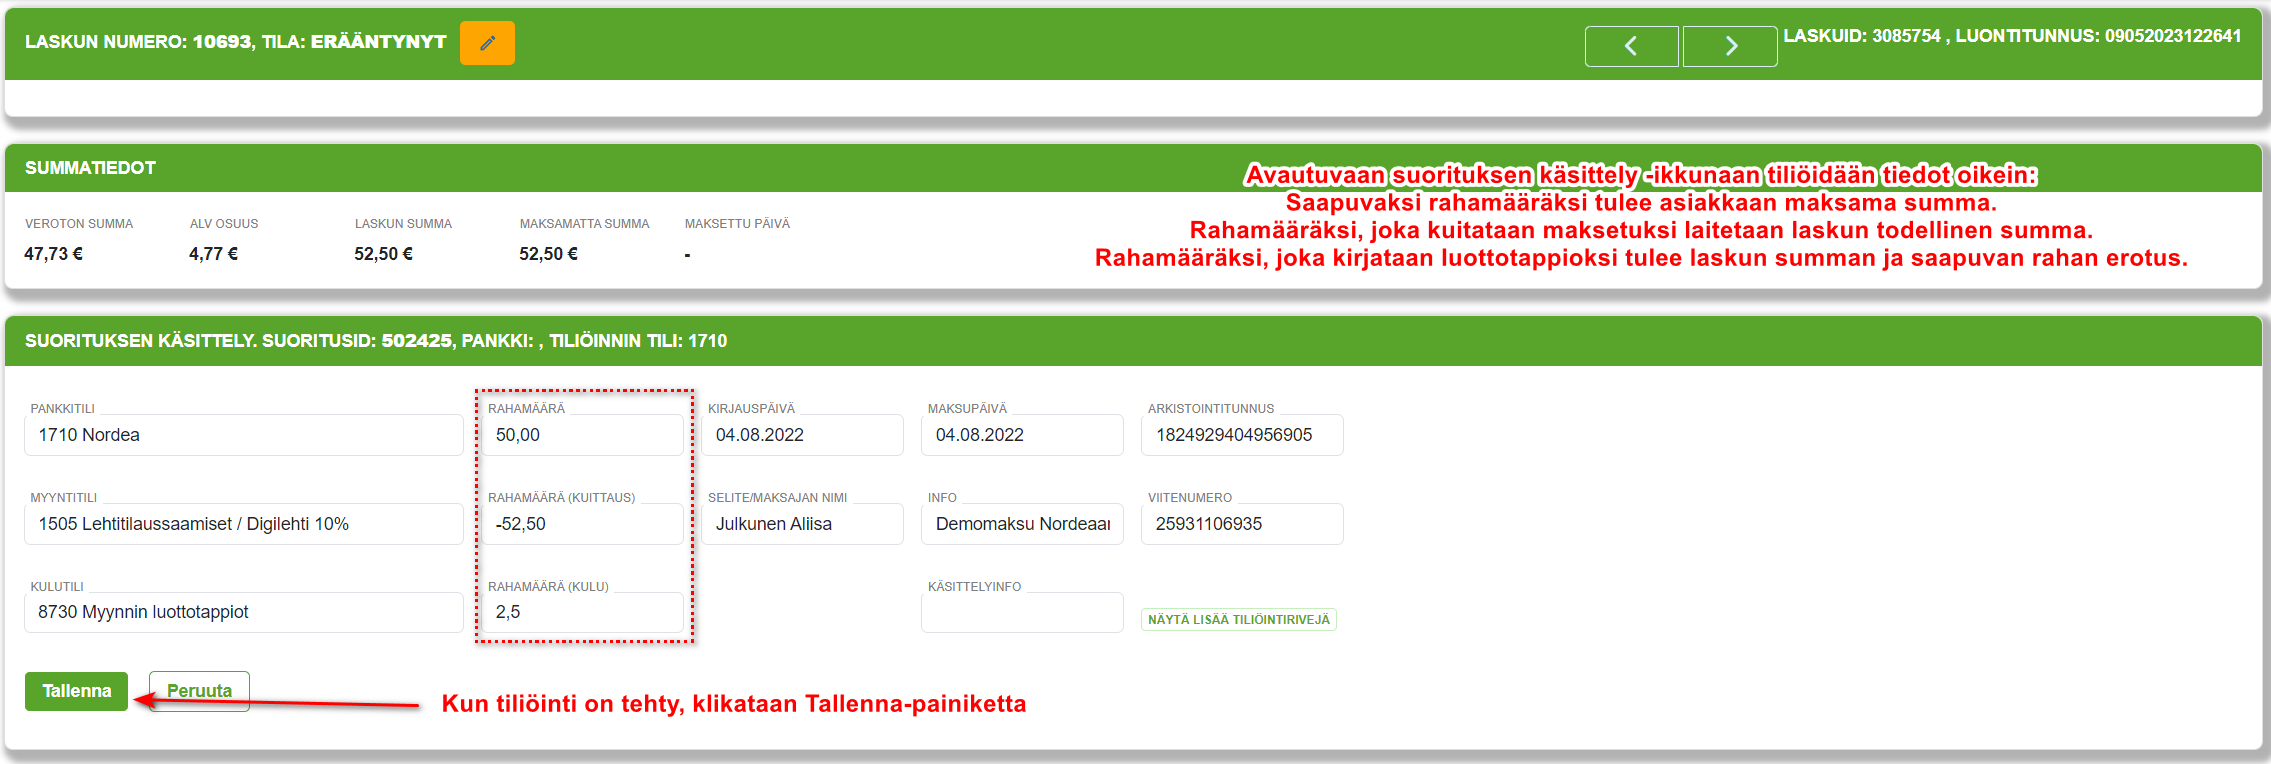 LASKUN NUMERO: 10693, TILA: ERÄÄNTYNYT
LASKUID: 3085754 , LUONTITUNNUS: 09052023122641
SUMMATIEDOT
Avautuvaan suorituksen käsittely -ikkunaan tiliöidään tiedot oikein:
Saapuvaksi rahamääräksi tulee asiakkaan maksama summa.
Rahamääräksi, joka kuitataan maksetuksi laitetaan laskun todellinen summa.
Rahamääräksi, joka kirjataan luottotappioksi tulee laskun summan ja saapuvan rahan erotus.
VEROTON SUMMA ALV OSUUS LASKUN SUMMA MAKSAMATTA SUMMA MAKSETTU PÄIVÄ
47,73 € 4,77 € 52,50 € 52,50 € -
SUORITUKSEN KÄSITTELY. SUORITUSID: 502425, PANKKI: , TILIÖINNIN TILI: 1710
PANKKITILI RAHAMÄÄRÄ KIRJAUSPÄIVÄ MAKSUPÄIVÄ ARKISTOINTITUNNUS
1710 Nordea 50,00 04.08.2022 04.08.2022 1824929404956905
MYYNTITILI RAHAMÄÄRÄ (KUITTAUS) SELITE/MAKSAJAN NIMI INFO VIITENUMERO
1505 Lehtitilaussaamiset / Digilehti 10% -52,50 Julkunen Aliisa Demomaksu Nordeaan 25931106935
KULUTILI RAHAMÄÄRÄ (KULU) KÄSITTELYINFO
8730 Myynnin luottotappiot 2,5 NÄYTÄ LISÄÄ TILIÖINTIRIVEJÄ
Tallenna Peruuta
Kun tiliöinti on tehty, klikataan Tallenna-painiketta